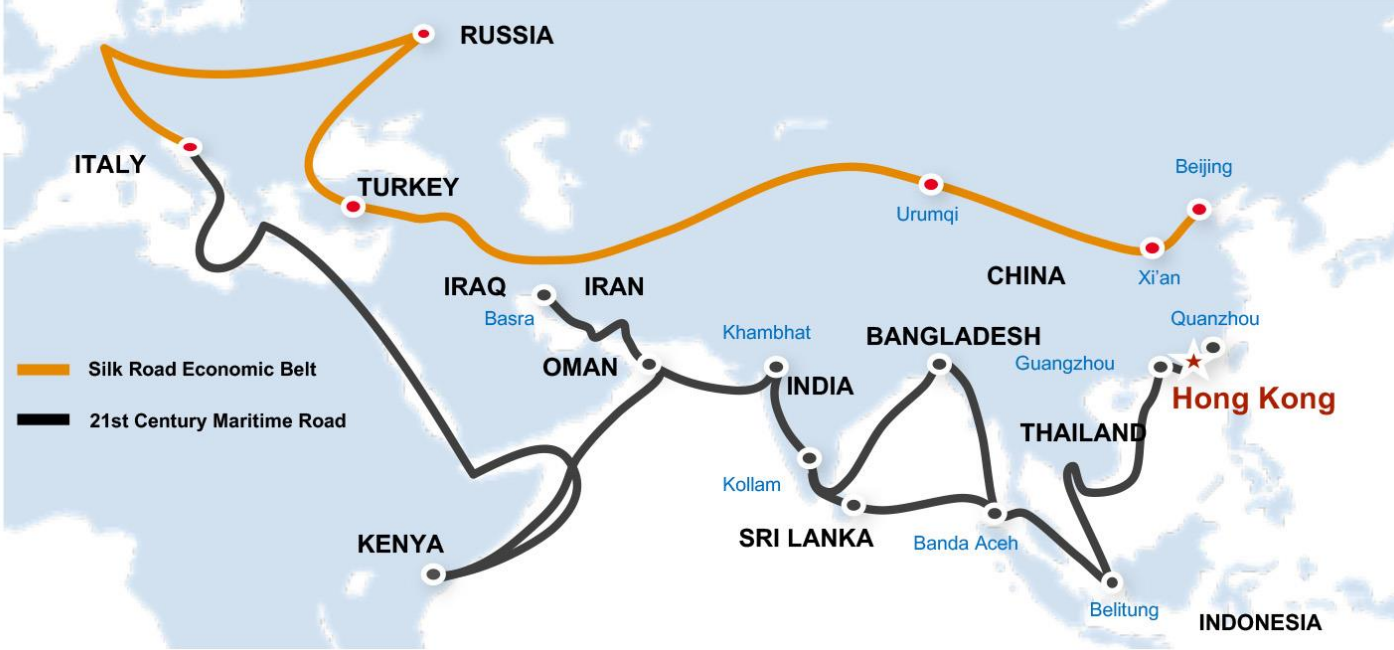 RUSSIA
ITALY
TURKEY
Beijing
Urumqi
IRAQ
IRAN
CHINA
Xi'an
Basra
Khambhat
BANGLADESH
Quanzhou
Silk Road Economic Belt
OMAN
INDIA
Guangzhou
Hong Kong
21st Century Maritime Road
THAILAND
Kollam
KENYA
SRI LANKA
Banda Aceh
Belitung
INDONESIA